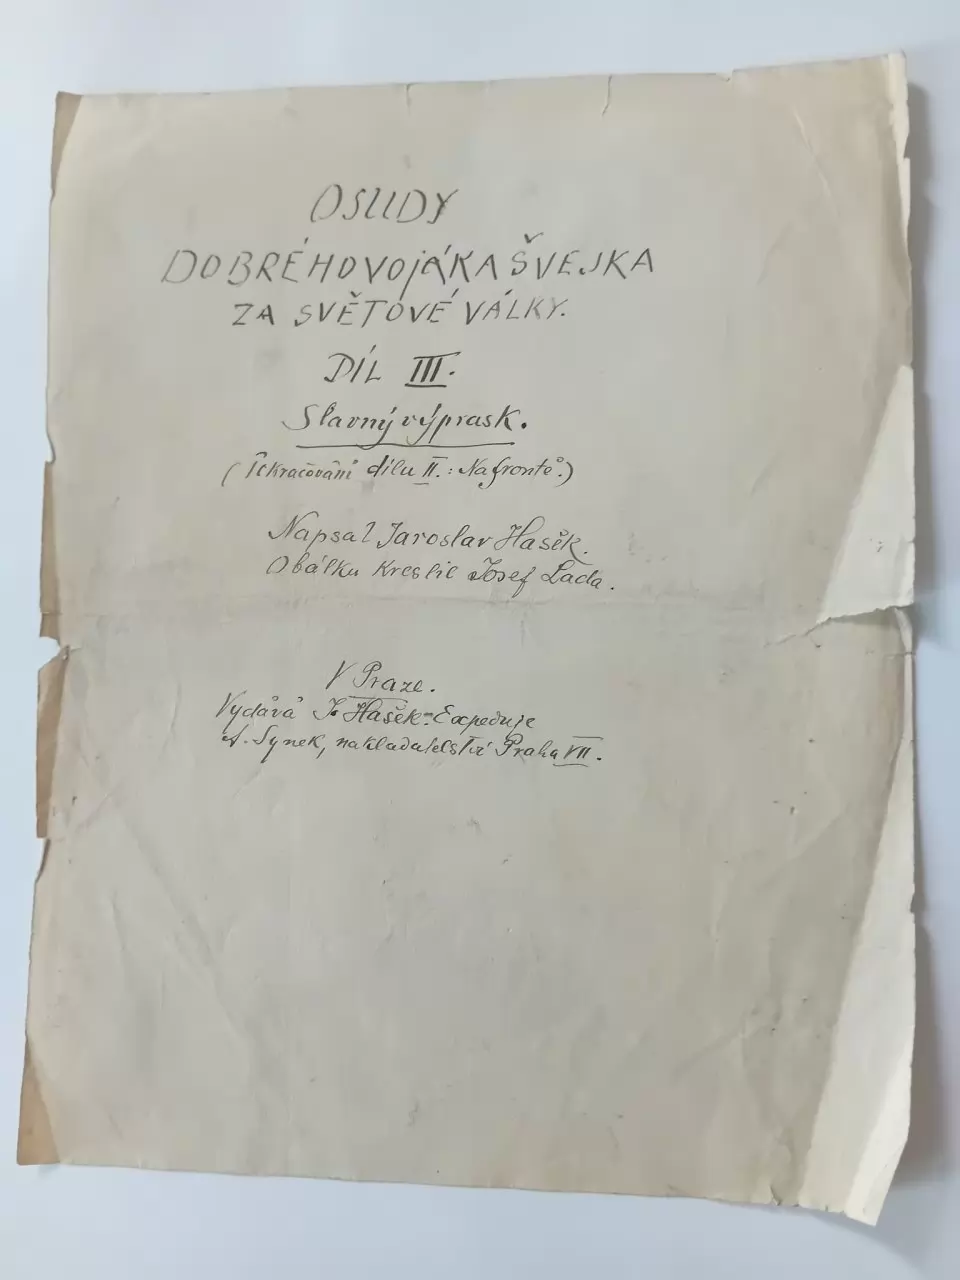 OSUDY
DOBRÉHO VOJÁKA ŠVEJKA
ZA SVĚTOVÉ VÁLKY.
DÍL III.
Slavný výprask.
( dílu II.: Na frontě.)
Napsal Jaroslav Hašek.
Obálku kreslil Josef Lada.
V Praze.
Vydává J. Hašek - Expeduje
A. Synek, nakladatelství Praha VII.